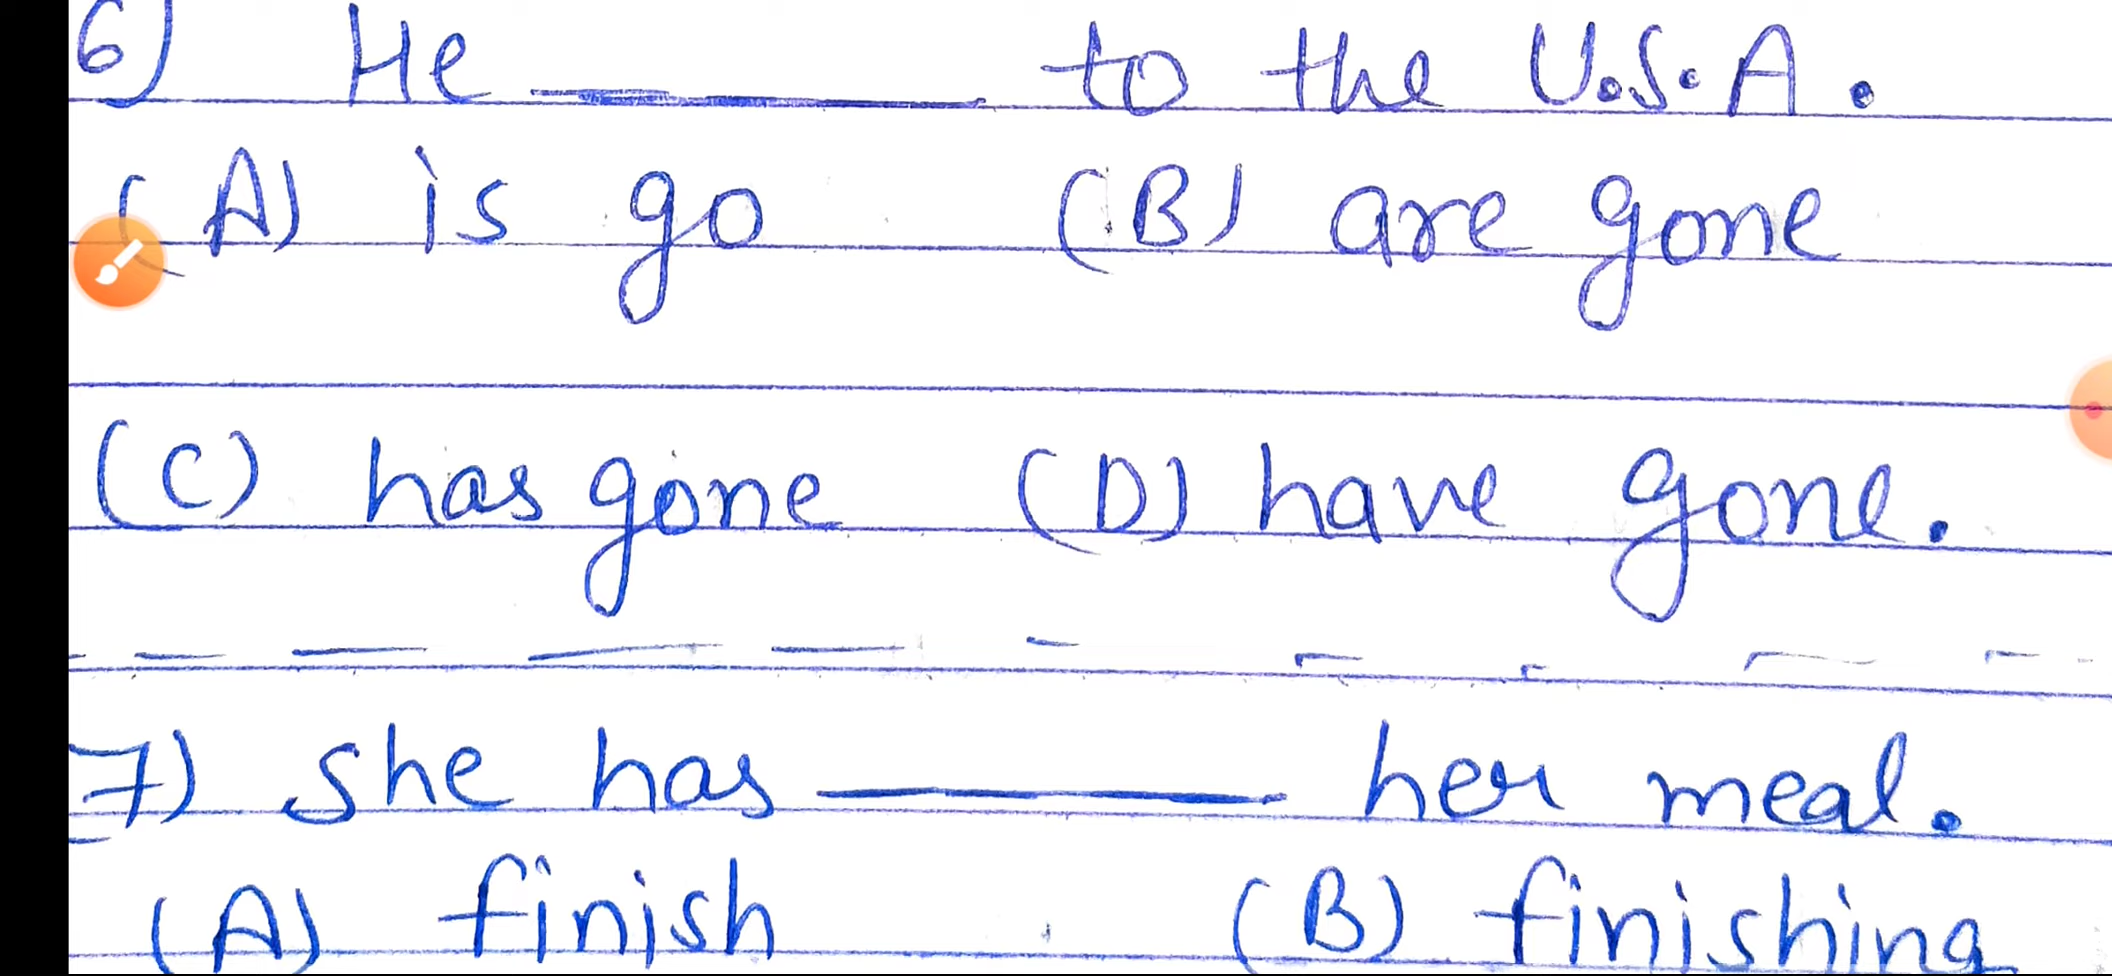 6) He ________ to the U.S.A.
(A) is go (B) are gone
(C) has gone (D) have gone.
7) She has ________ her meal.
(A) finish (B) finishing